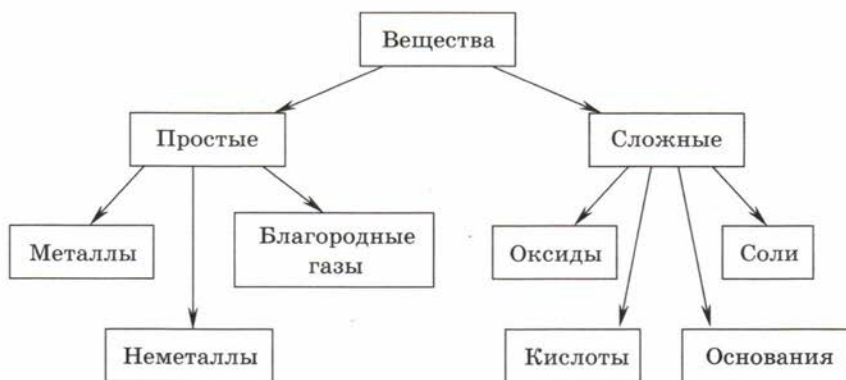 Вещества
Простые
Сложные
Металлы
Благородные
газы
Оксиды
Соли
Неметаллы
Кислоты
Основания